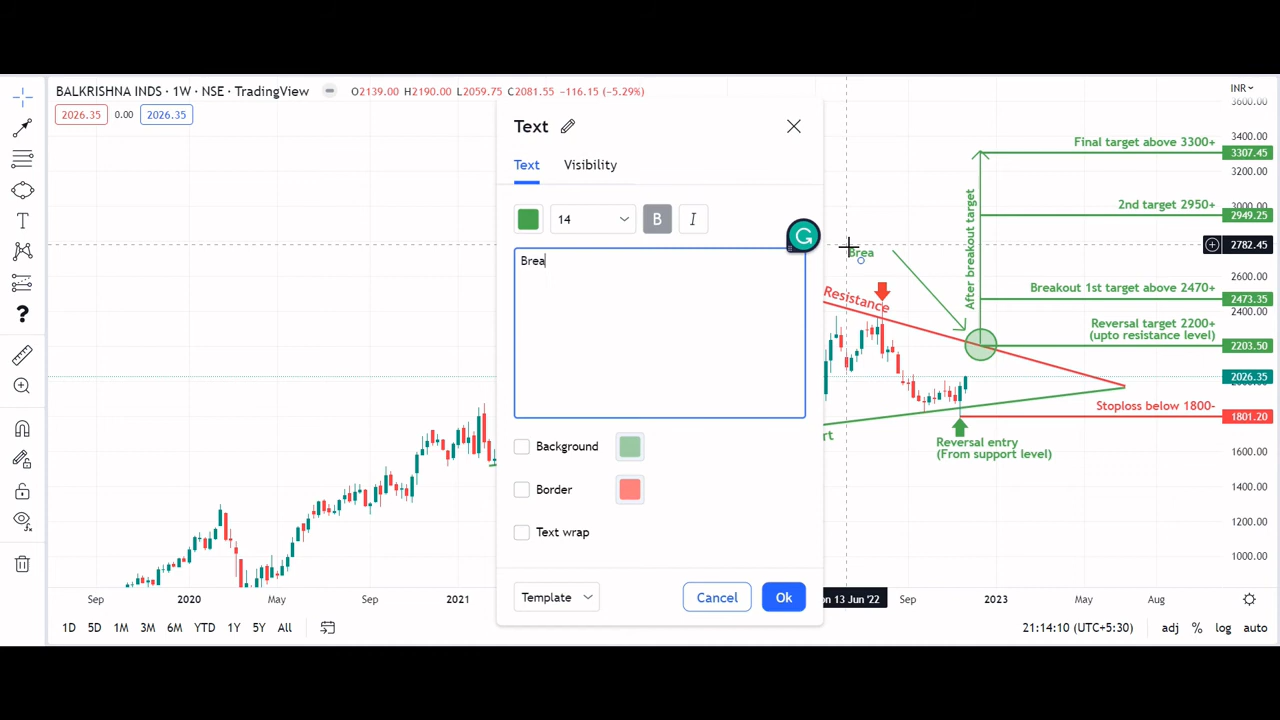 BALKRISHNA INDS · 1W · NSE · TradingView
O2139.00 H2190.00 L2059.75 C2081.55 −116.15 (−5.29%)
2026.35 0.00 2026.35
INR
Text
Text Visibility
14 B I
Brea
Background
Border
Text wrap
Template Cancel Ok
Brea
Resistance
After breakout target
Final target above 3300+
2nd target 2950+
Breakout 1st target above 2470+
Reversal target 2200+
(upto resistance level)
Stoploss below 1800-
Reversal entry
(From support level)
rt
3600.00
3400.00
3307.45
3000.00
2949.25
2782.45
2600.00
2473.35
2400.00
2203.50
2026.35
1801.20
1600.00
1400.00
1200.00
1000.00
Sep 2020 May Sep 2021 on 13 Jun '22 Sep 2023 May Aug
1D 5D 1M 3M 6M YTD 1Y 5Y All
21:14:10 (UTC+5:30) adj % log auto